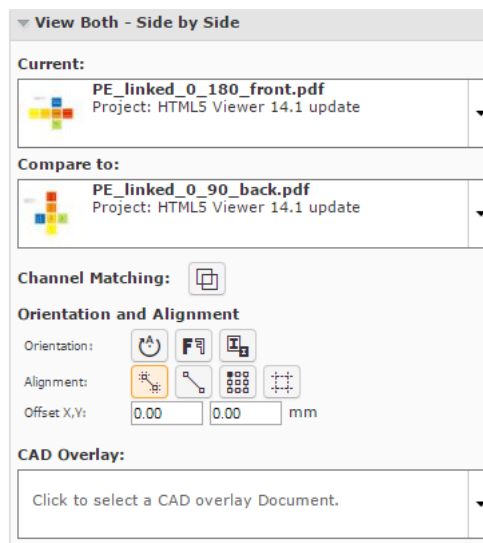 View Both - Side by Side
Current:
PE_linked_0_180_front.pdf
Project: HTML5 Viewer 14.1 update
Compare to:
PE_linked_0_90_back.pdf
Project: HTML5 Viewer 14.1 update
Channel Matching:
Orientation and Alignment
Orientation:
Alignment:
Offset X,Y: 0.00 0.00 mm
CAD Overlay:
Click to select a CAD overlay Document.